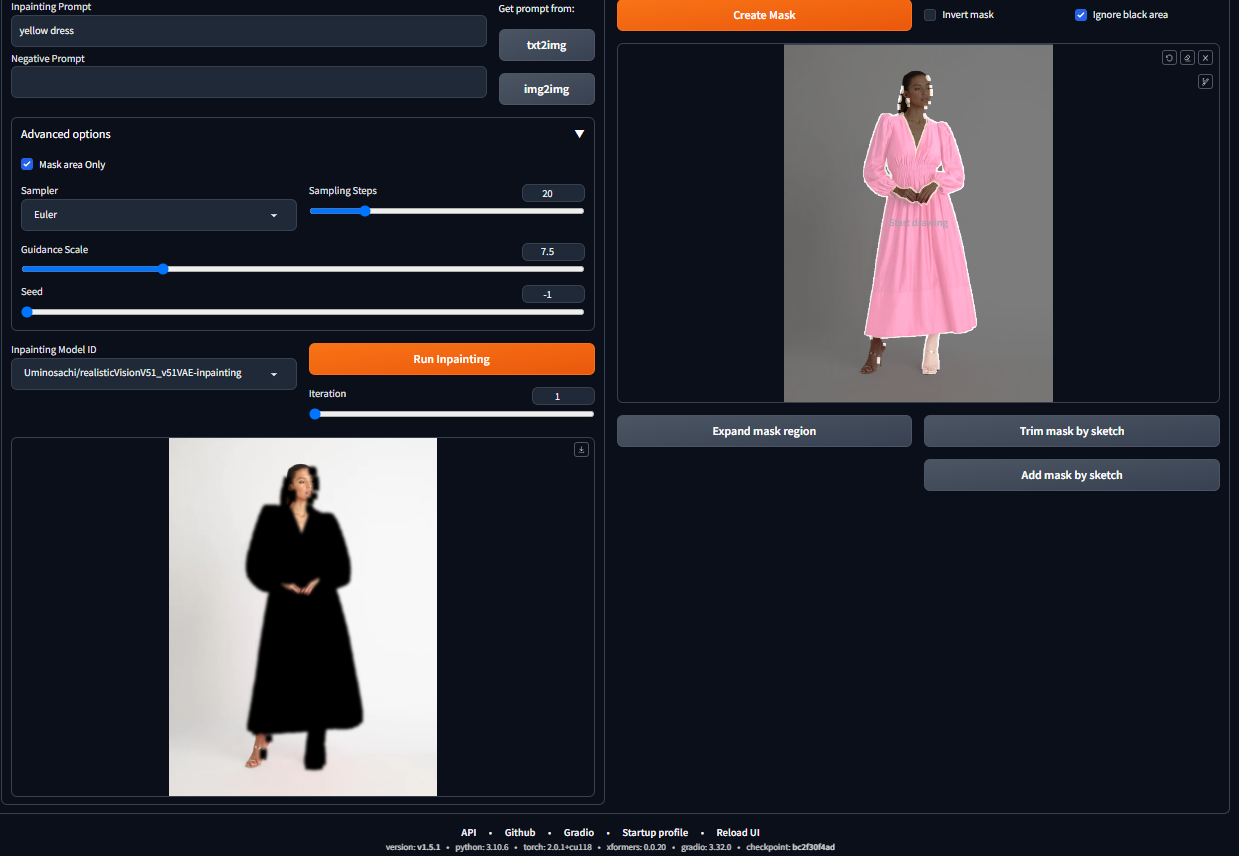 Inpainting Prompt
yellow dress
Negative Prompt
Get prompt from:
txt2img
img2img
Advanced options
Mask area Only
Sampler
Euler
Sampling Steps
20
Guidance Scale
7.5
Seed
-1
Inpainting Model ID
Uminosachi/realisticVisionV51_v51VAE-inpainting
Run Inpainting
Iteration
1
Create Mask
Invert mask
Ignore black area
Start drawing
Expand mask region
Trim mask by sketch
Add mask by sketch
API • Github • Gradio • Startup profile • Reload UI
version: v1.5.1 • python: 3.10.6 • torch: 2.0.1+cu118 • xformers: 0.0.20 • gradio: 3.32.0 • checkpoint: bc2f30f4ad